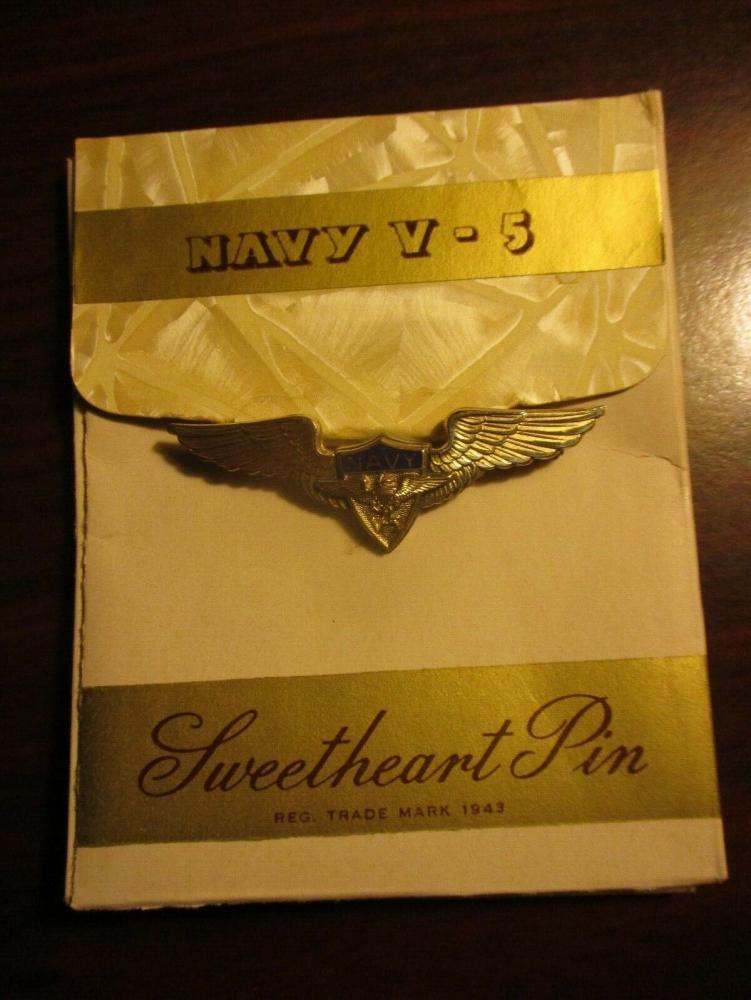 NAVY V - 5
NAVY
Sweetheart Pin
REG. TRADE MARK 1943